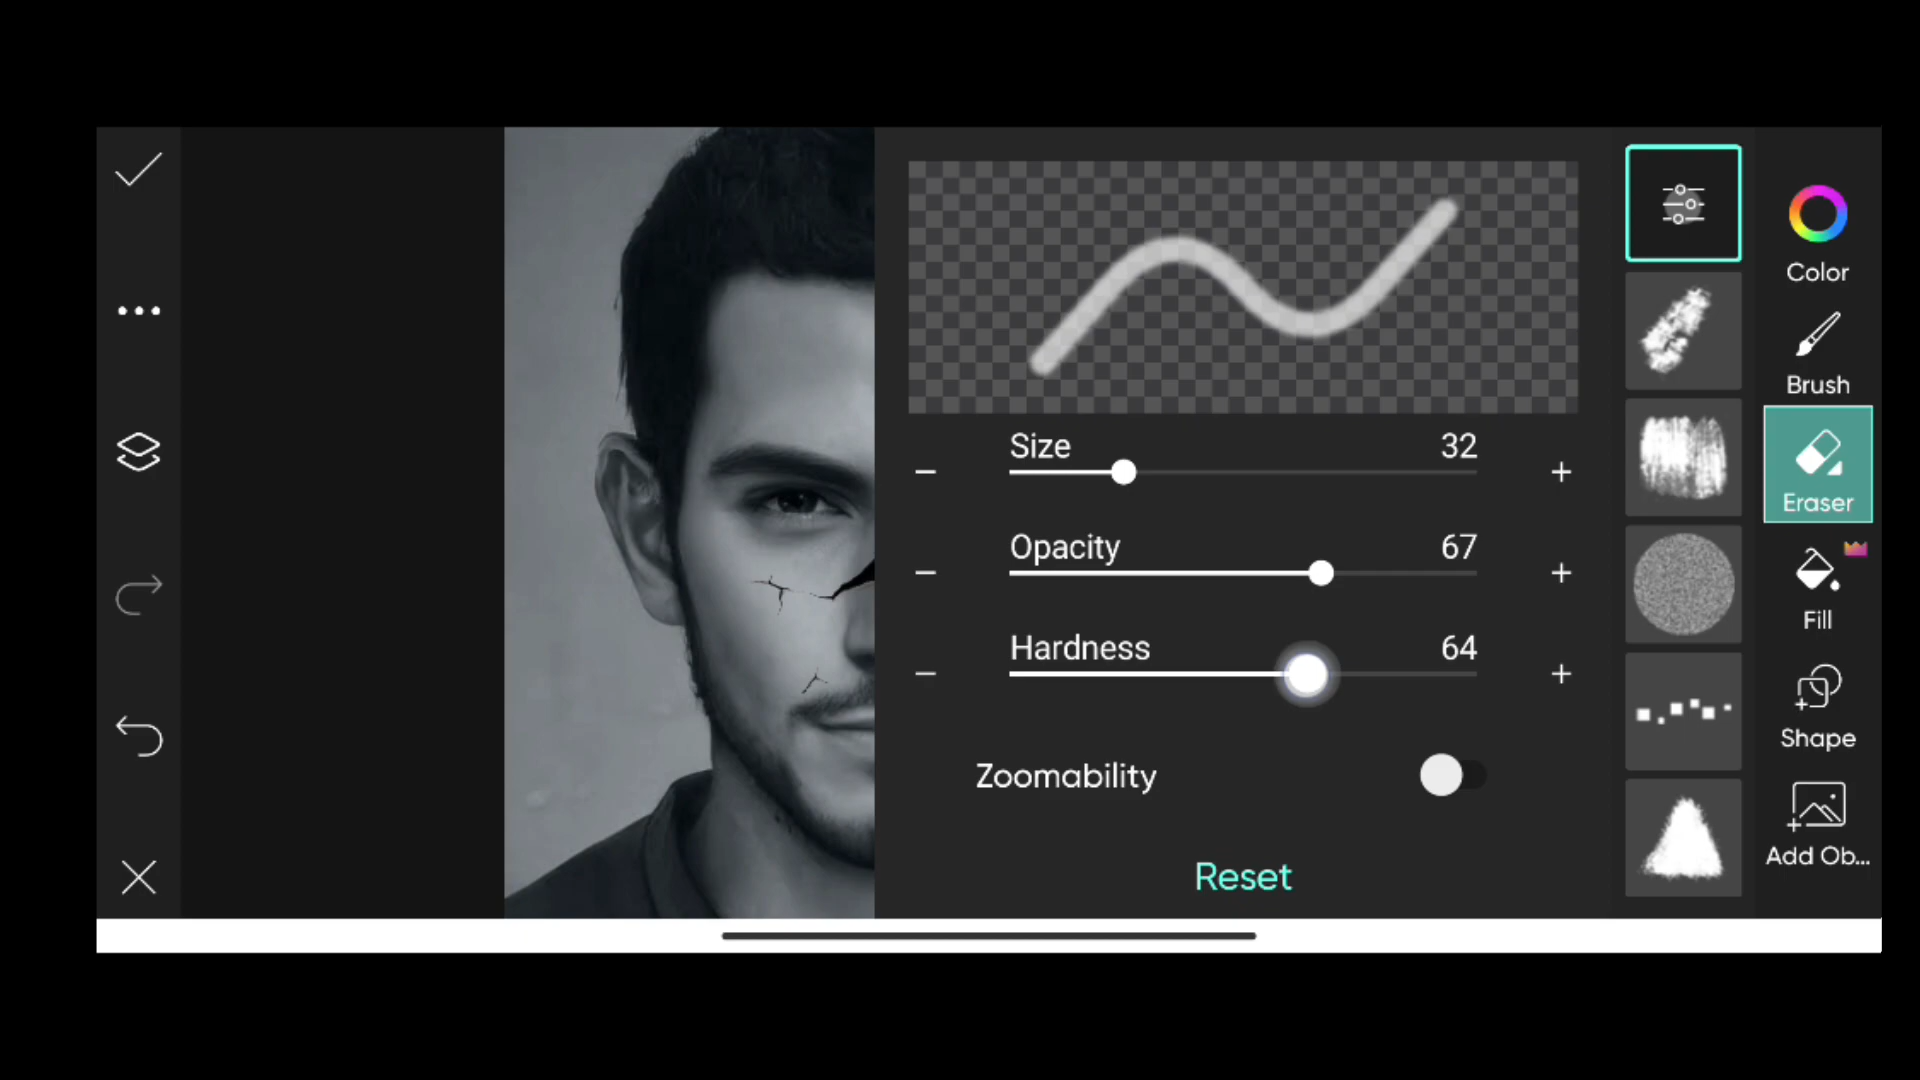 Size 32
Opacity 67
Hardness 64
Zoomability
Reset
Color
Brush
Eraser
Fill
Shape
Add Ob...